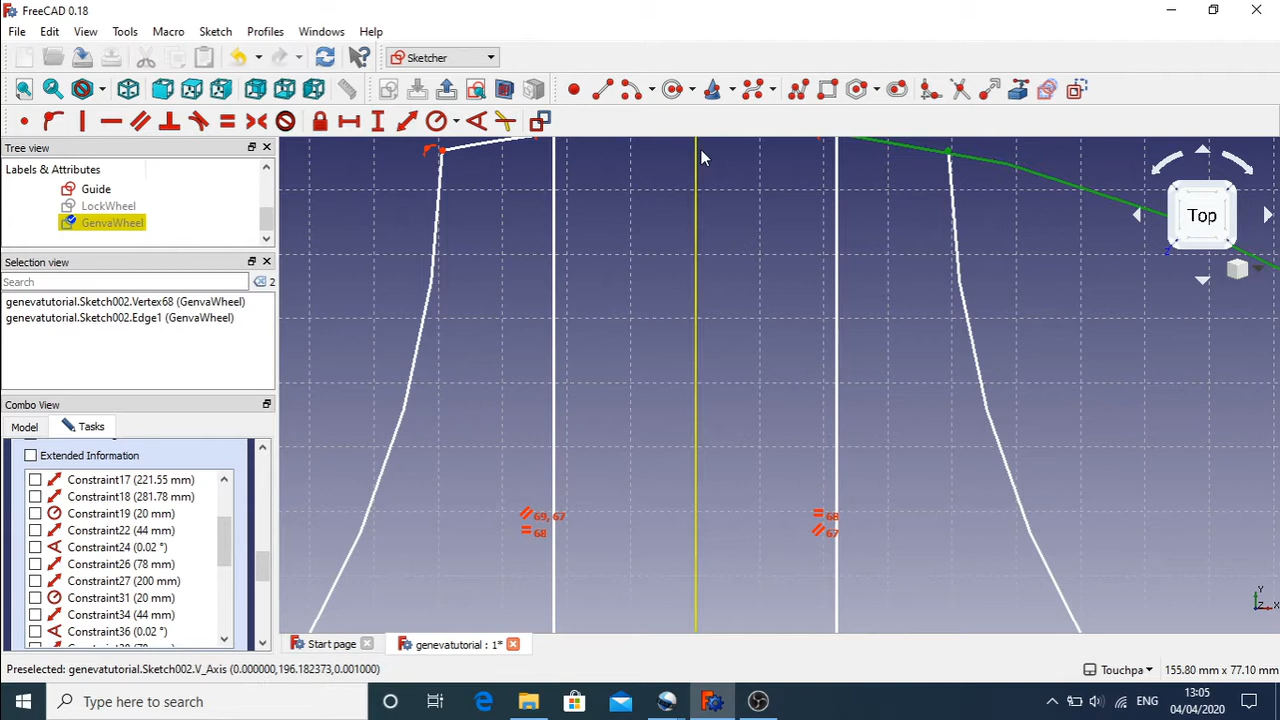 FreeCAD 0.18
File Edit View Tools Macro Sketch Profiles Windows Help
Sketcher
Tree view
Labels & Attributes
Guide
LockWheel
GenvaWheel
Selection view
Search
2
genevatutorial.Sketch002.Vertex68 (GenvaWheel)
genevatutorial.Sketch002.Edge1 (GenvaWheel)
Combo View
Model Tasks
Extended Information
Constraint17 (221.55 mm)
Constraint18 (281.78 mm)
Constraint19 (20 mm)
Constraint22 (44 mm)
Constraint24 (0.02 °)
Constraint26 (78 mm)
Constraint27 (200 mm)
Constraint31 (20 mm)
Constraint34 (44 mm)
Constraint36 (0.02 °)
Top
69, 67
68
68
67
Y
Z
X
Start page genevatutorial : 1*
Preselected: genevatutorial.Sketch002.V_Axis (0.000000,196.182373,0.001000)
Touchpa 155.80 mm x 77.10 mm
Type here to search
ENG
13:05
04/04/2020